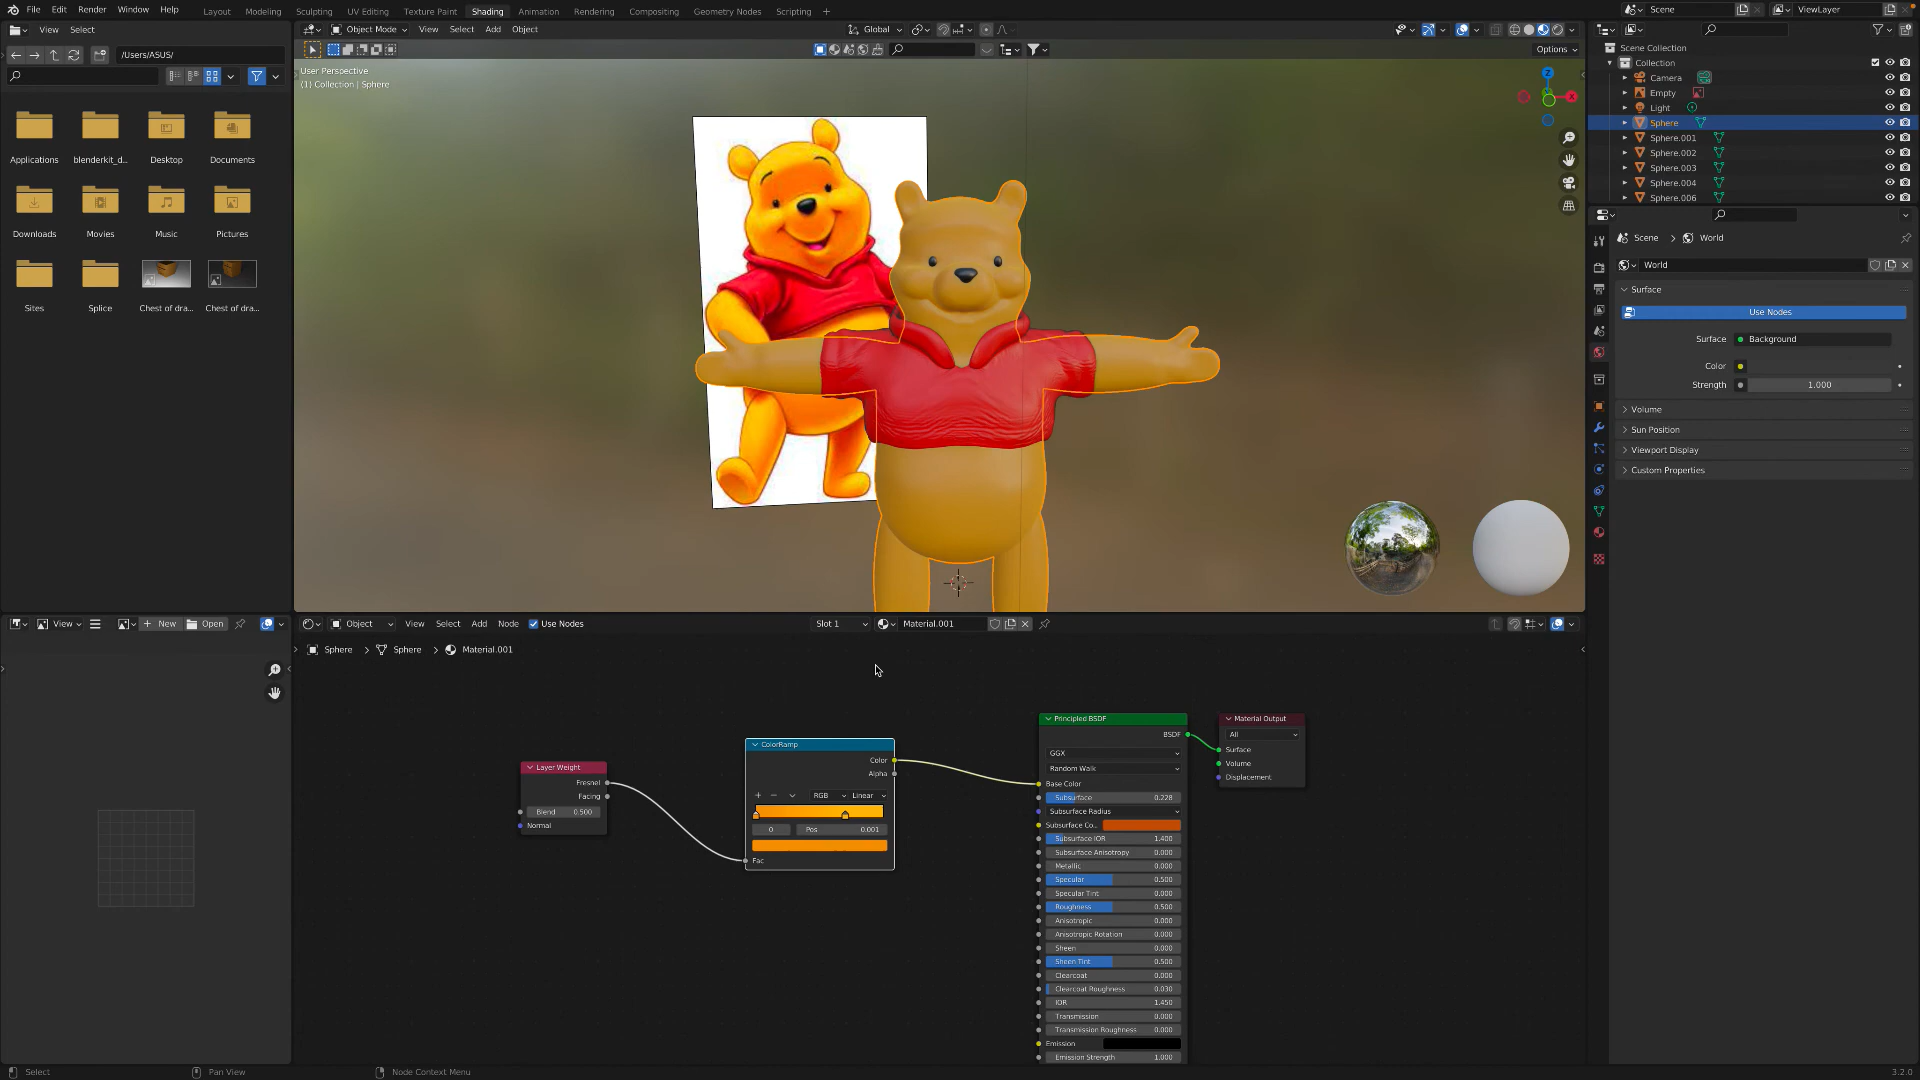 File Edit Render Window Help Layout Modeling Sculpting UV Editing Texture Paint Shading Animation Rendering Compositing Geometry Nodes Scripting +
Scene
ViewLayer
View Select
Object Mode View Select Add Object
Global
Options
/Users/ASUS/
User Perspective
(1) Collection | Sphere
Z
X
Applications blenderkit_d... Desktop Documents
Downloads Movies Music Pictures
Sites Splice Chest of dra... Chest of dra...
Scene Collection
Collection
Camera
Empty
Light
Sphere
Sphere.001
Sphere.002
Sphere.003
Sphere.004
Sphere.006
Scene > World
World
Surface
Use Nodes
Surface Background
Color
Strength 1.000
Volume
Sun Position
Viewport Display
Custom Properties
View New Open
Object View Select Add Node Use Nodes Slot 1 Material.001
Sphere > Sphere > Material.001
Layer Weight
Fresnel
Facing
Blend 0.500
Normal
ColorRamp
Color
Alpha
RGB Linear
0 Pos 0.001
Fac
Principled BSDF
BSDF
GGX
Random Walk
Base Color
Subsurface 0.228
Subsurface Radius
Subsurface Co...
Subsurface IOR 1.400
Subsurface Anisotropy 0.000
Metallic 0.000
Specular 0.500
Specular Tint 0.000
Roughness 0.500
Anisotropic 0.000
Anisotropic Rotation 0.000
Sheen 0.000
Sheen Tint 0.500
Clearcoat 0.000
Clearcoat Roughness 0.030
IOR 1.450
Transmission 0.000
Transmission Roughness 0.000
Emission
Emission Strength 1.000
Material Output
All
Surface
Volume
Displacement
Select Pan View Node Context Menu 3.2.0